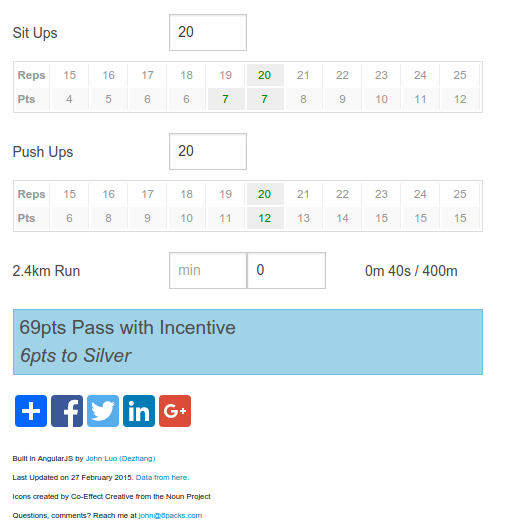 Sit Ups 20
Reps 15 16 17 18 19 20 21 22 23 24 25
Pts 4 5 6 6 7 7 8 9 10 11 12
Push Ups 20
Reps 15 16 17 18 19 20 21 22 23 24 25
Pts 6 8 9 10 11 12 13 14 15 15 15
2.4km Run min 0 0m 40s / 400m
69pts Pass with Incentive
6pts to Silver
f in G+
Built in AngularJS by John Luo (Dezhang)
Last Updated on 27 February 2015. Data from here.
Icons created by Co-Effect Creative from the Noun Project
Questions, comments? Reach me at john@8packs.com